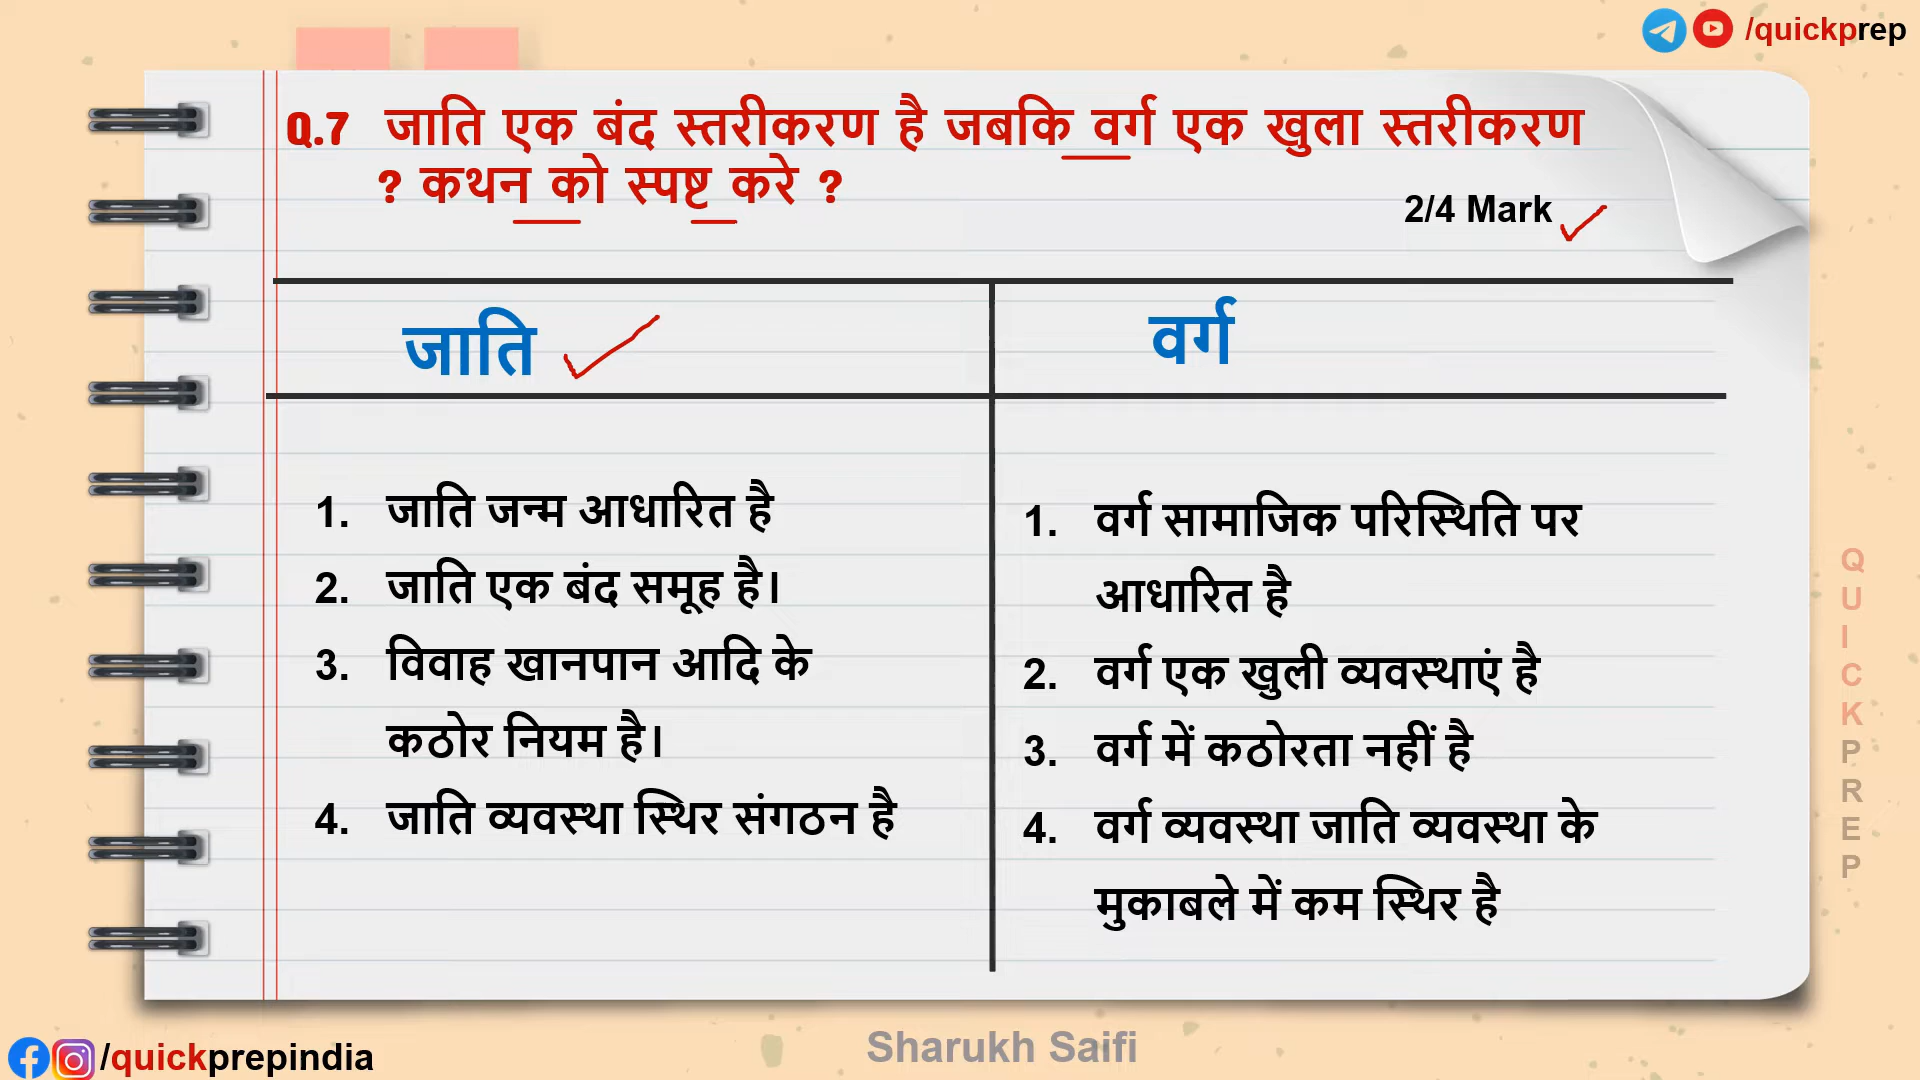 /quickprep
Q.7 जाति एक बंद स्तरीकरण है जबकि वर्ग एक खुला स्तरीकरण
? कथन को स्पष्ट करे ?
2/4 Mark
जाति
वर्ग
1. जाति जन्म आधारित है
2. जाति एक बंद समूह है।
3. विवाह खानपान आदि के
कठोर नियम है।
4. जाति व्यवस्था स्थिर संगठन है
1. वर्ग सामाजिक परिस्थिति पर
आधारित है
2. वर्ग एक खुली व्यवस्थाएं है
3. वर्ग में कठोरता नहीं है
4. वर्ग व्यवस्था जाति व्यवस्था के
मुकाबले में कम स्थिर है
QUICKPREP
/quickprepindia
Sharukh Saifi